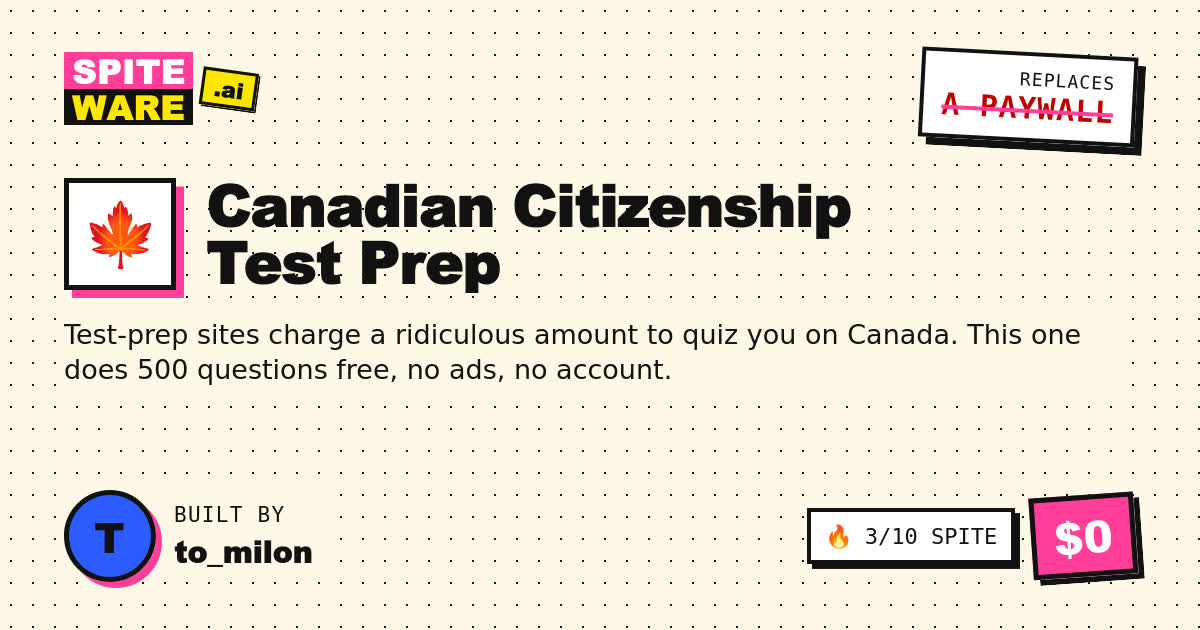 SPITE
WARE
.ai
REPLACES
A PAYWALL
Canadian Citizenship
Test Prep
Test-prep sites charge a ridiculous amount to quiz you on Canada. This one
does 500 questions free, no ads, no account.
T
BUILT BY
to_milon
🔥 3/10 SPITE
$0